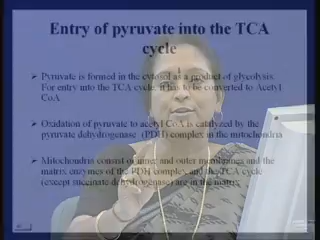 Entry of pyruvate into the TCA
cycle
Pyruvate is formed in the cytosol as a product of glycolysis.
For entry into the TCA cycle, it has to be converted to Acetyl
CoA.
Oxidation of pyruvate to acetyl CoA is catalyzed by the
pyruvate dehydrogenase (PDH) complex in the mitochondria
Mitochondria consist of inner and outer membranes and the
matrix enzymes of the PDH complex and the TCA cycle
(except succinate dehydrogenase) are in the matrix